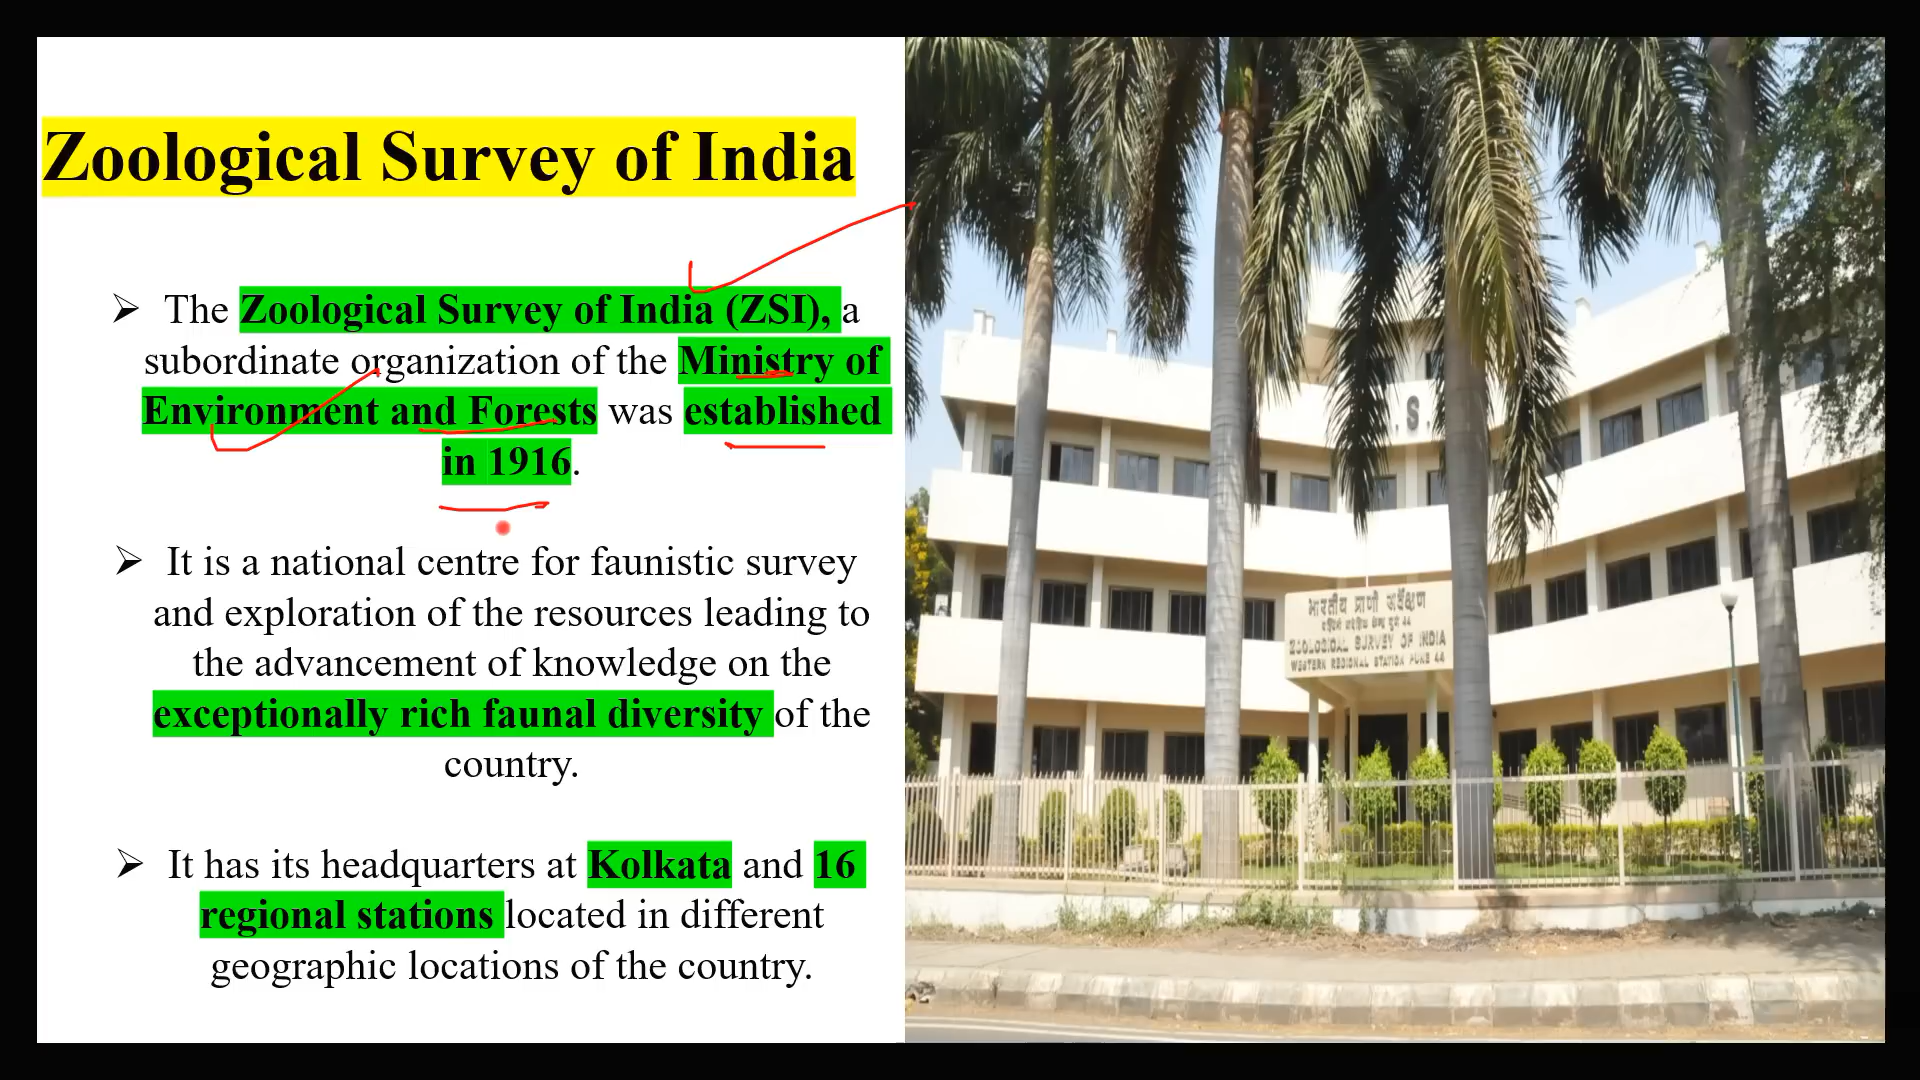 Zoological Survey of India
➢ The Zoological Survey of India (ZSI), a
subordinate organization of the Ministry of
Environment and Forests was established
in 1916.
➢ It is a national centre for faunistic survey
and exploration of the resources leading to
the advancement of knowledge on the
exceptionally rich faunal diversity of the
country.
➢ It has its headquarters at Kolkata and 16
regional stations located in different
geographic locations of the country.
. S.
भारतीय प्राणी सर्वेक्षण
ZOOLOGICAL SURVEY OF INDIA
WESTERN REGIONAL STATION PUNE 44